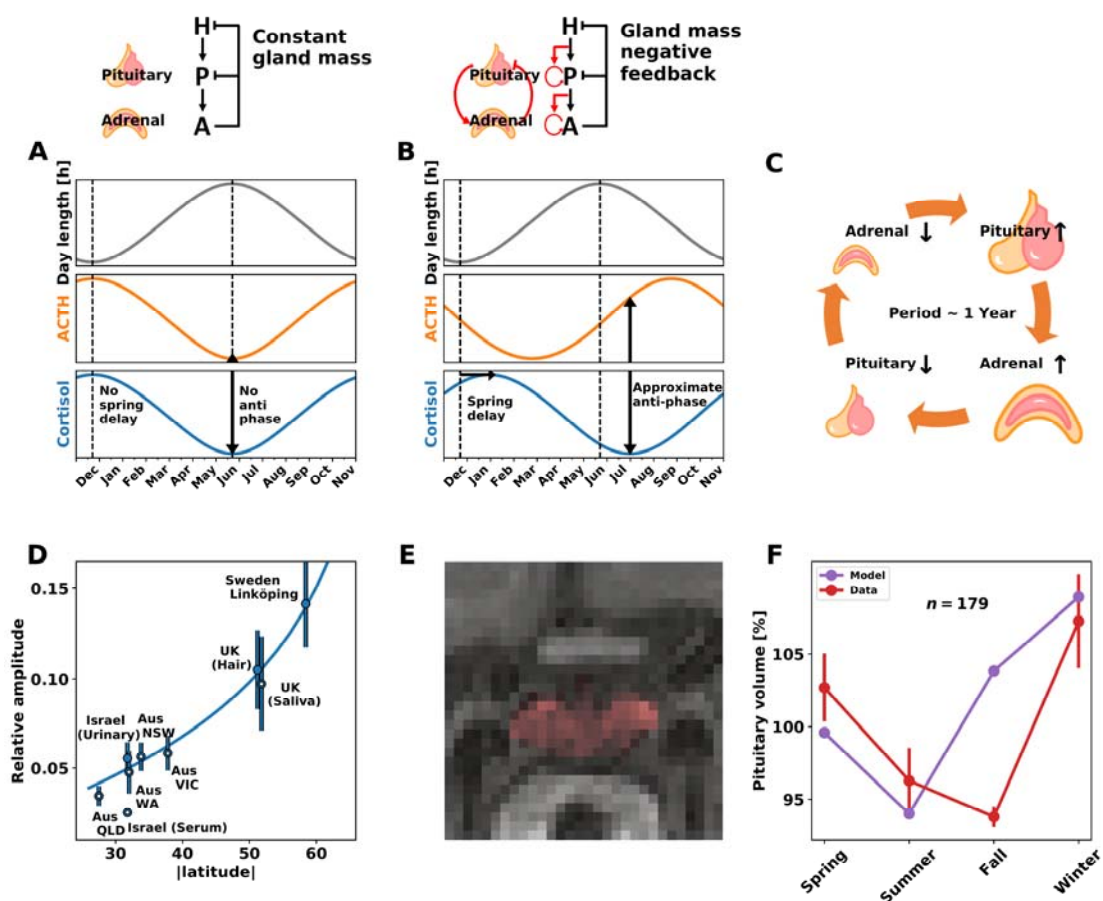 H
Constant
gland mass
Pituitary
P
Adrenal
A
H
Gland mass
negative
feedback
Pituitary
P
Adrenal
A
A
Day length [h]
ACTH
Cortisol
No
spring
delay
No
anti
phase
Dec
Jan
Feb
Mar
Apr
May
Jun
Jul
Aug
Sep
Oct
Nov
B
Day length [h]
ACTH
Cortisol
Spring
delay
Approximate
anti-phase
Dec
Jan
Feb
Mar
Apr
May
Jun
Jul
Aug
Sep
Oct
Nov
C
Adrenal
Pituitary
Period ~ 1 Year
Pituitary
Adrenal
D
Relative amplitude
0.15
0.10
0.05
Sweden
Linköping
UK
(Hair)
UK
(Saliva)
Israel
(Urinary)
Aus
NSW
Aus
VIC
Aus
WA
Aus
QLD
Israel (Serum)
30
40
50
60
|latitude|
E
F
Pituitary volume [%]
Model
Data
n = 179
105
100
95
Spring
Summer
Fall
Winter